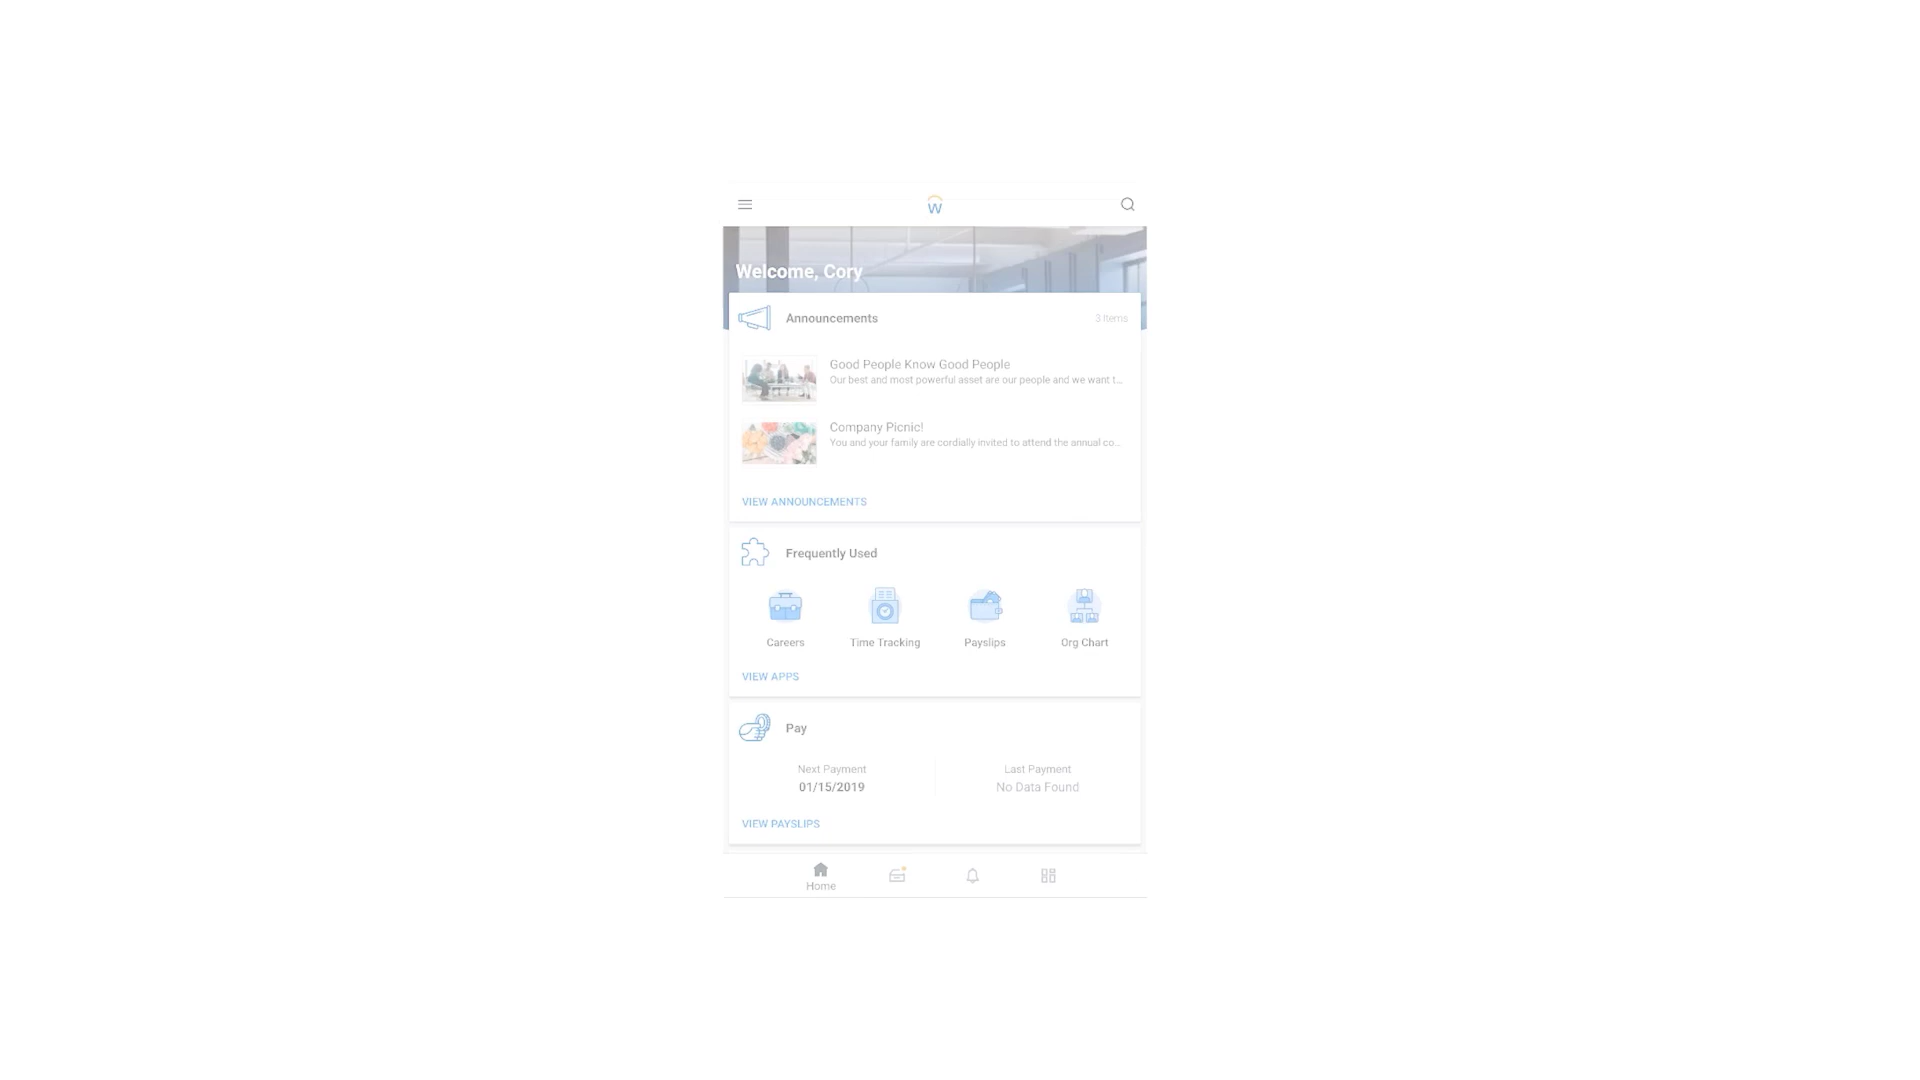 W
Welcome, Cory
Announcements
3 Items
Good People Know Good People
Our best and most powerful asset are our people and we want t...
Company Picnic!
You and your family are cordially invited to attend the annual co...
VIEW ANNOUNCEMENTS
Frequently Used
Careers
Time Tracking
Payslips
Org Chart
VIEW APPS
Pay
Next Payment
Last Payment
01/15/2019
No Data Found
VIEW PAYSLIPS
Home